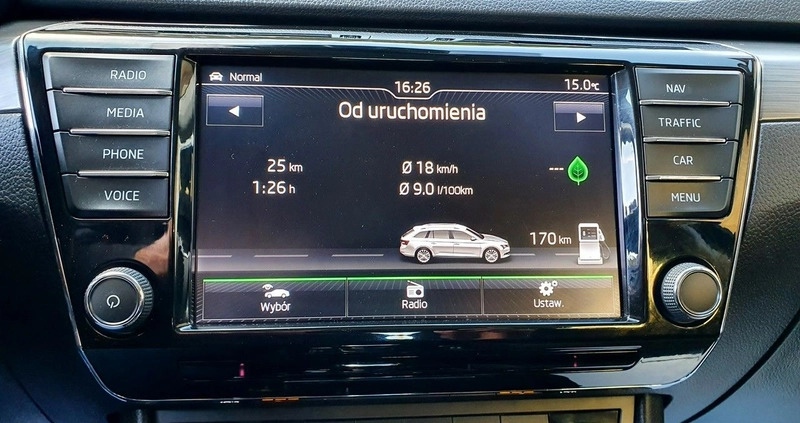 RADIO
MEDIA
PHONE
VOICE
Normal
16:26
15.0°C
Od uruchomienia
25 km
Ø 18 km/h
---
1:26 h
Ø 9.0 l/100km
170 km
Wybór
Radio
Ustaw.
NAV
TRAFFIC
CAR
MENU